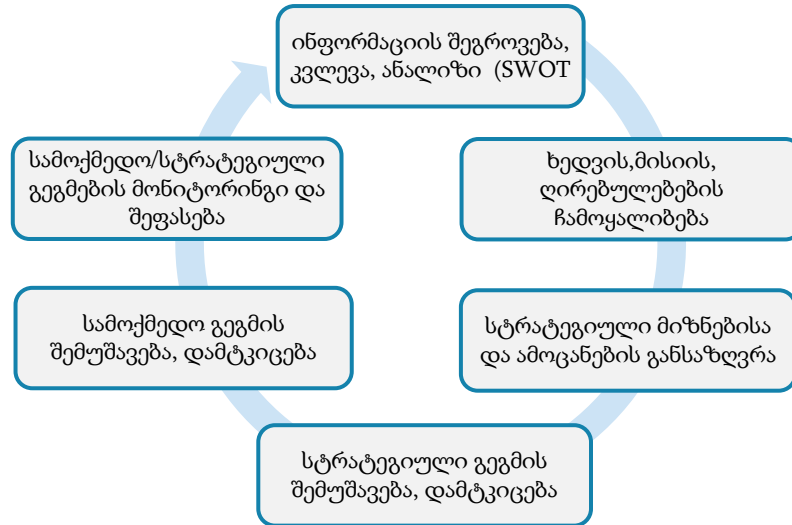 ინფორმაციის შეგროვება,
კვლევა, ანალიზი (SWOT
ხედვის,მისიის,
ღირებულებების
ჩამოყალიბება
სტრატეგიული მიზნებისა
და ამოცანების განსაზღვრა
სტრატეგიული გეგმის
შემუშავება, დამტკიცება
სამოქმედო გეგმის
შემუშავება, დამტკიცება
სამოქმედო/სტრატეგიული
გეგმების მონიტორინგი და
შეფასება